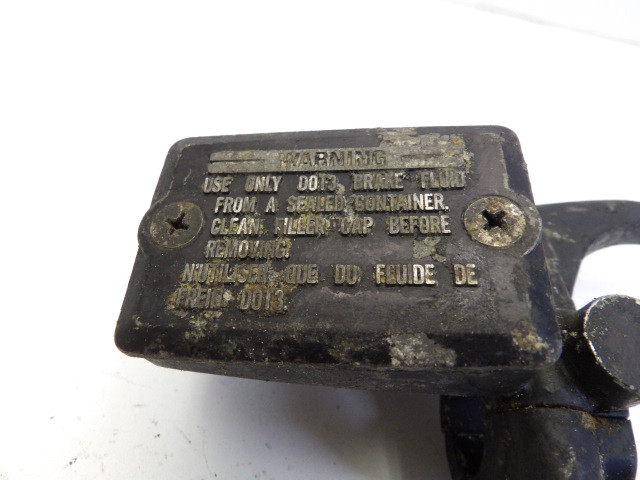 WARNING
USE ONLY DOT3 BRAKE FLUID
FROM A SEALED CONTAINER.
CLEAN FILLER CAP BEFORE
REMOVING.
N'UTILISER QUE DU FLUIDE DE
FREIN DOT3